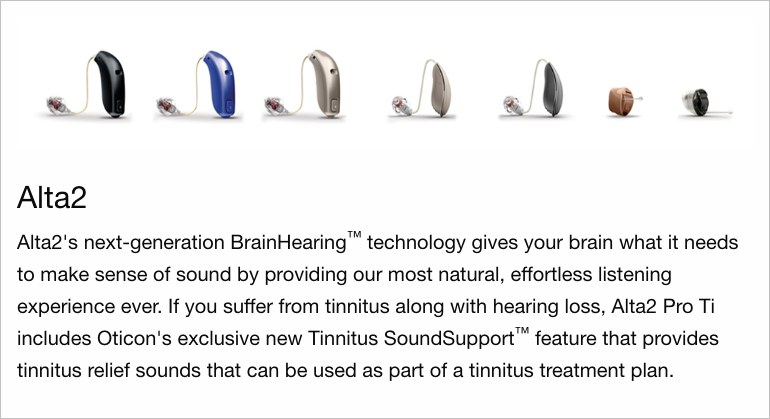 Alta2
Alta2's next-generation BrainHearing™ technology gives your brain what it needs
to make sense of sound by providing our most natural, effortless listening
experience ever. If you suffer from tinnitus along with hearing loss, Alta2 Pro Ti
includes Oticon's exclusive new Tinnitus SoundSupport™ feature that provides
tinnitus relief sounds that can be used as part of a tinnitus treatment plan.